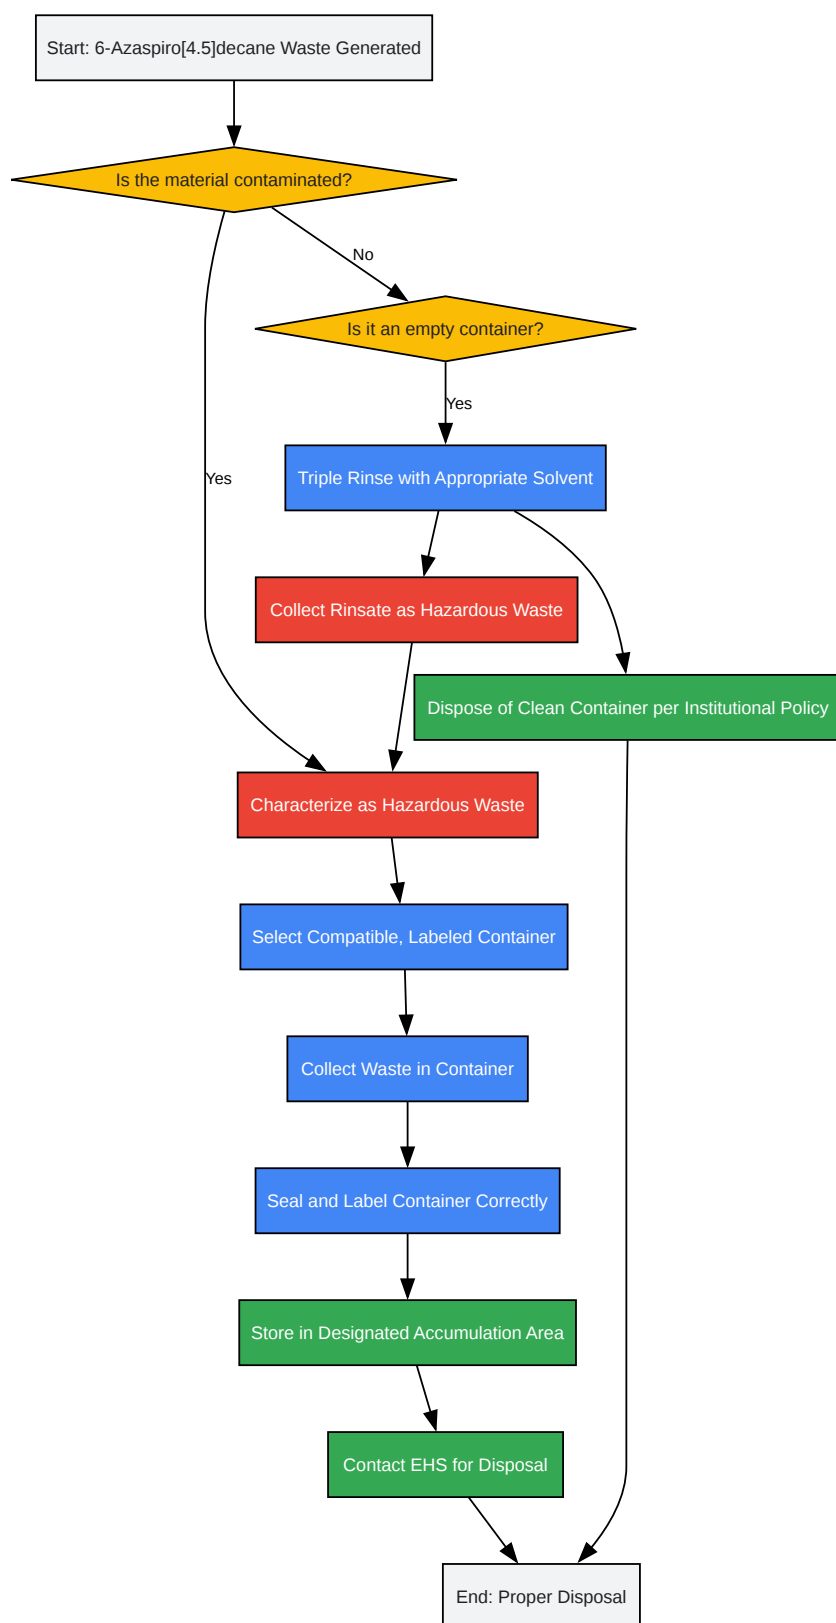 Start: 6-Azaspiro[4.5]decane Waste Generated
Is the material contaminated?
No
Is it an empty container?
Yes
Yes
Triple Rinse with Appropriate Solvent
Collect Rinsate as Hazardous Waste
Dispose of Clean Container per Institutional Policy
Characterize as Hazardous Waste
Select Compatible, Labeled Container
Collect Waste in Container
Seal and Label Container Correctly
Store in Designated Accumulation Area
Contact EHS for Disposal
End: Proper Disposal